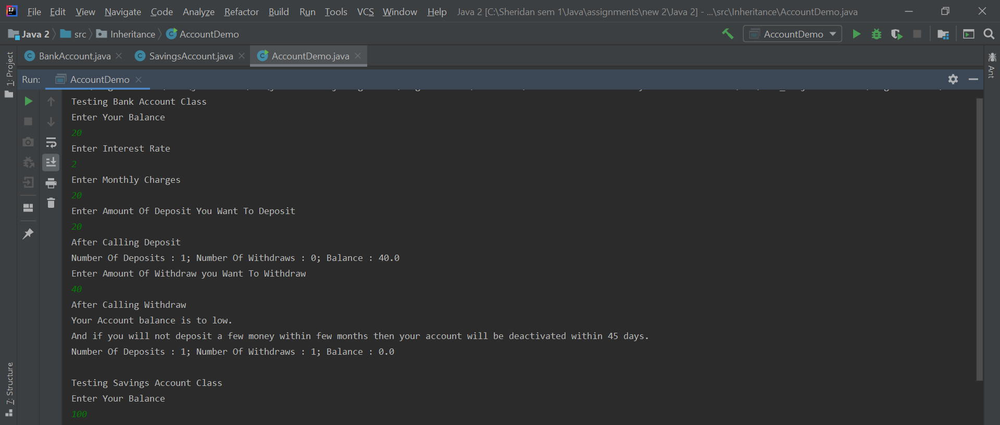 File Edit View Navigate Code Analyze Refactor Build Run Tools VCS Window Help Java 2 [C:\Sheridan sem 1\Java\assignments\new 2\Java 2] - ...\src\Inheritance\AccountDemo.java
Java 2 src Inheritance AccountDemo AccountDemo
BankAccount.java SavingsAccount.java AccountDemo.java
1: Project
Ant
Run: AccountDemo
Testing Bank Account Class
Enter Your Balance
20
Enter Interest Rate
2
Enter Monthly Charges
20
Enter Amount Of Deposit You Want To Deposit
20
After Calling Deposit
Number Of Deposits : 1; Number Of Withdraws : 0; Balance : 40.0
Enter Amount Of Withdraw you Want To Withdraw
40
After Calling Withdraw
Your Account balance is to low.
And if you will not deposit a few money within few months then your account will be deactivated within 45 days.
Number Of Deposits : 1; Number Of Withdraws : 1; Balance : 0.0
7: Structure
Testing Savings Account Class
Enter Your Balance
100